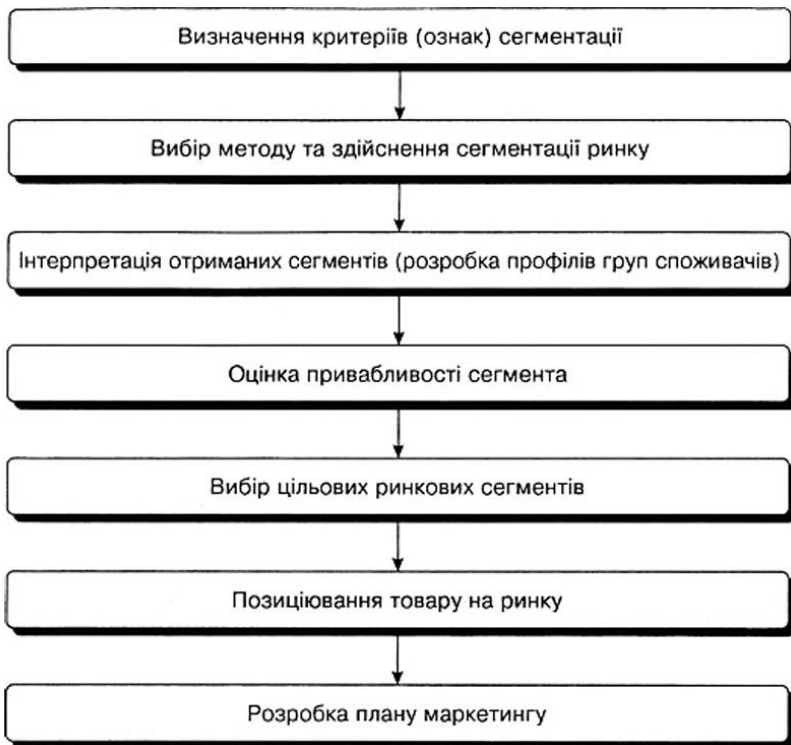 Визначення критеріїв (ознак) сегментації
Вибір методу та здійснення сегментації ринку
Інтерпретація отриманих сегментів (розробка профілів груп споживачів)
Оцінка привабливості сегмента
Вибір цільових ринкових сегментів
Позиціювання товару на ринку
Розробка плану маркетингу